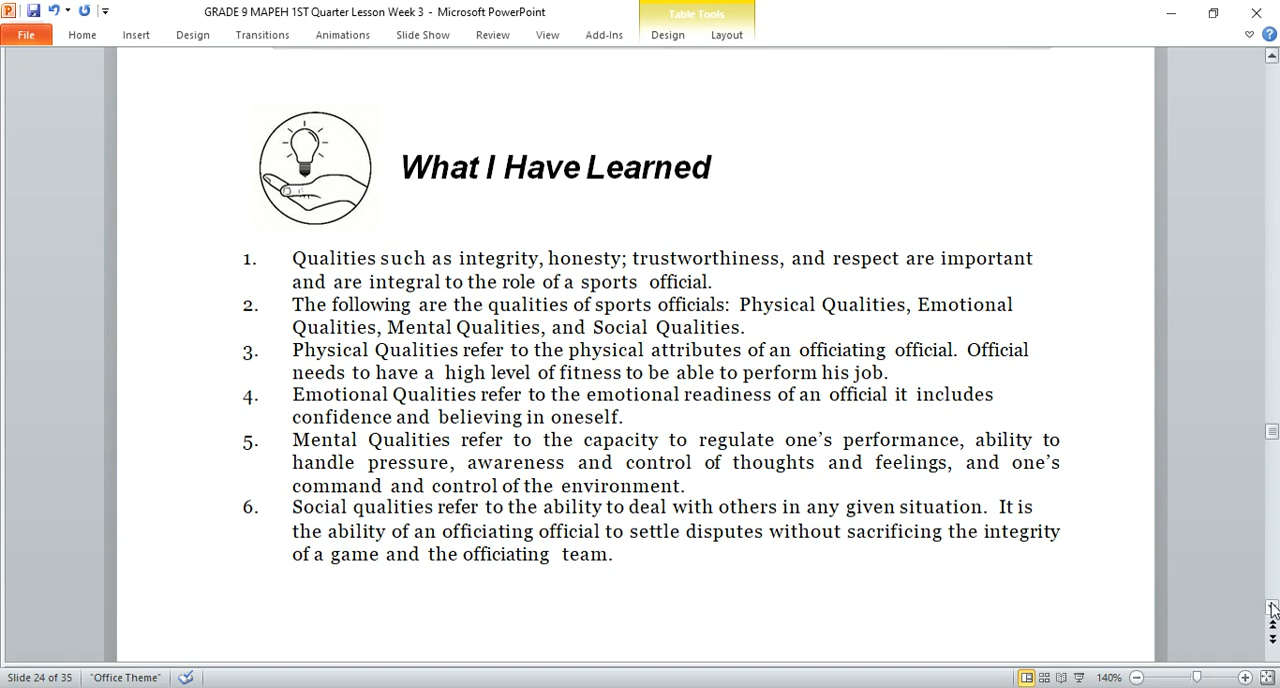 GRADE 9 MAPEH 1ST Quarter Lesson Week 3 - Microsoft PowerPoint
Table Tools
File Home Insert Design Transitions Animations Slide Show Review View Add-Ins Design Layout
What I Have Learned
1. Qualities such as integrity, honesty; trustworthiness, and respect are important
and are integral to the role of a sports official.
2. The following are the qualities of sports officials: Physical Qualities, Emotional
Qualities, Mental Qualities, and Social Qualities.
3. Physical Qualities refer to the physical attributes of an officiating official. Official
needs to have a high level of fitness to be able to perform his job.
4. Emotional Qualities refer to the emotional readiness of an official it includes
confidence and believing in oneself.
5. Mental Qualities refer to the capacity to regulate one’s performance, ability to
handle pressure, awareness and control of thoughts and feelings, and one’s
command and control of the environment.
6. Social qualities refer to the ability to deal with others in any given situation. It is
the ability of an officiating official to settle disputes without sacrificing the integrity
of a game and the officiating team.
Slide 24 of 35 "Office Theme" 140%